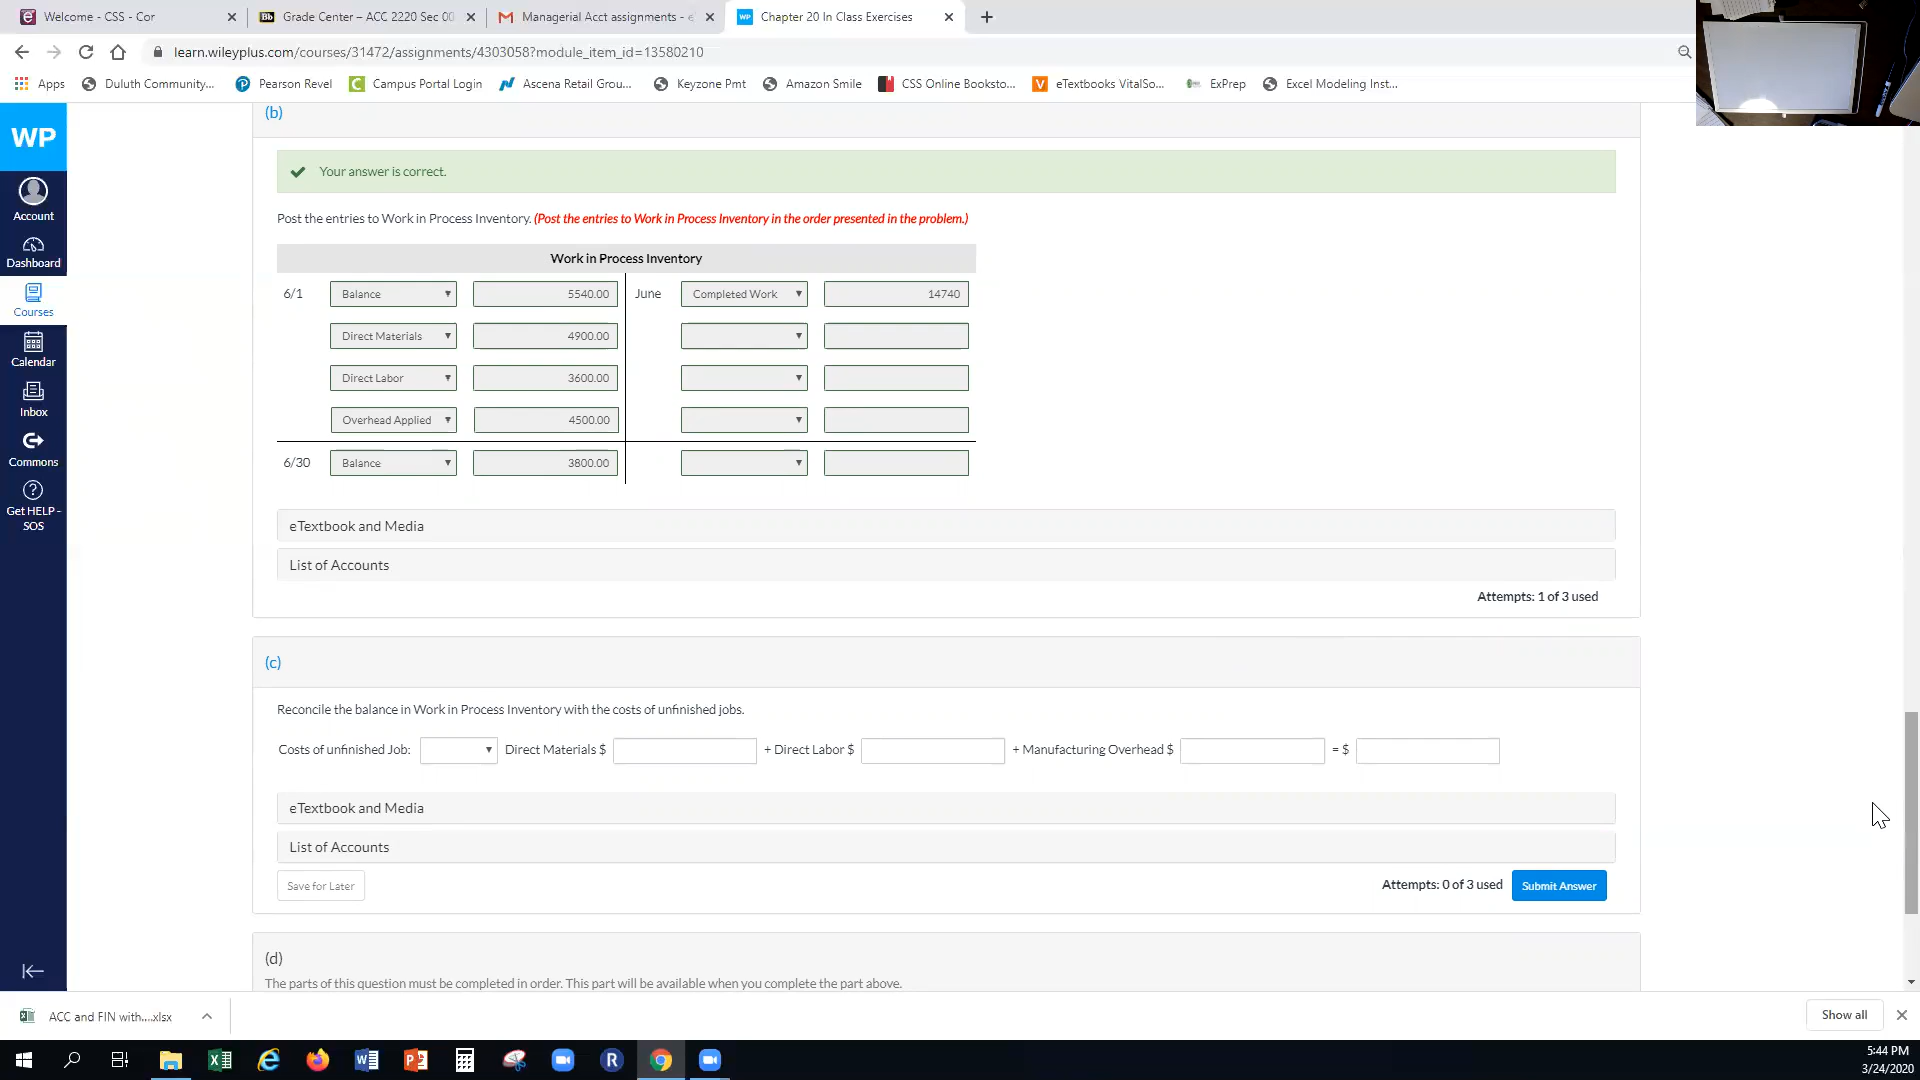 Welcome - CSS - Cor
Grade Center – ACC 2220 Sec 00
Managerial Acct assignments - e
WP Chapter 20 In Class Exercises
learn.wileyplus.com/courses/31472/assignments/4303058?module_item_id=13580210
Apps Duluth Community... Pearson Revel Campus Portal Login Ascena Retail Grou... Keyzone Pmt Amazon Smile CSS Online Booksto... eTextbooks VitalSo... ExPrep Excel Modeling Inst...
WP
Account
Dashboard
Courses
Calendar
Inbox
Commons
Get HELP -
SOS
(b)
Your answer is correct.
Post the entries to Work in Process Inventory. (Post the entries to Work in Process Inventory in the order presented in the problem.)
Work in Process Inventory
6/1 Balance 5540.00 June Completed Work 14740
Direct Materials 4900.00
Direct Labor 3600.00
Overhead Applied 4500.00
6/30 Balance 3800.00
eTextbook and Media
List of Accounts
Attempts: 1 of 3 used
(c)
Reconcile the balance in Work in Process Inventory with the costs of unfinished jobs.
Costs of unfinished Job: Direct Materials $ + Direct Labor $ + Manufacturing Overhead $ = $
eTextbook and Media
List of Accounts
Save for Later
Attempts: 0 of 3 used
Submit Answer
(d)
The parts of this question must be completed in order. This part will be available when you complete the part above.
ACC and FIN with....xlsx
Show all
5:44 PM
3/24/2020